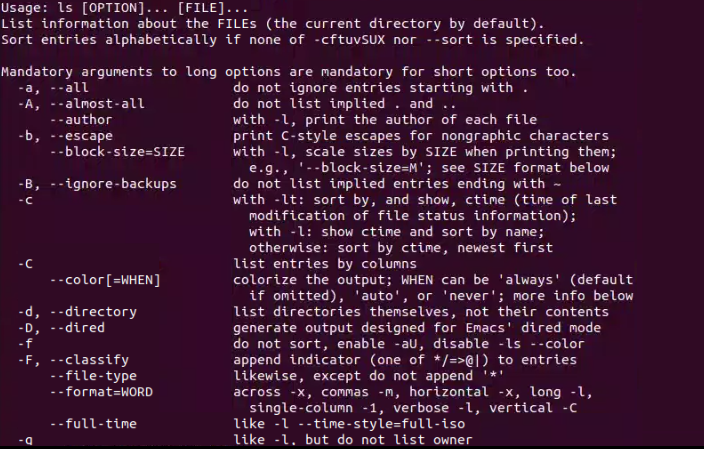 Usage: ls [OPTION]... [FILE]...
List information about the FILEs (the current directory by default).
Sort entries alphabetically if none of -cftuvSUX nor --sort is specified.

Mandatory arguments to long options are mandatory for short options too.
  -a, --all                  do not ignore entries starting with .
  -A, --almost-all           do not list implied . and ..
      --author               with -l, print the author of each file
  -b, --escape               print C-style escapes for nongraphic characters
      --block-size=SIZE      with -l, scale sizes by SIZE when printing them;
                               e.g., '--block-size=M'; see SIZE format below
  -B, --ignore-backups       do not list implied entries ending with ~
  -c                         with -lt: sort by, and show, ctime (time of last
                               modification of file status information);
                               with -l: show ctime and sort by name;
                               otherwise: sort by ctime, newest first
  -C                         list entries by columns
      --color[=WHEN]         colorize the output; WHEN can be 'always' (default
                               if omitted), 'auto', or 'never'; more info below
  -d, --directory            list directories themselves, not their contents
  -D, --dired                generate output designed for Emacs' dired mode
  -f                         do not sort, enable -aU, disable -ls --color
  -F, --classify             append indicator (one of */=>@|) to entries
      --file-type            likewise, except do not append '*'
      --format=WORD          across -x, commas -m, horizontal -x, long -l,
                               single-column -1, verbose -l, vertical -C
      --full-time            like -l --time-style=full-iso
  -g                         like -l, but do not list owner